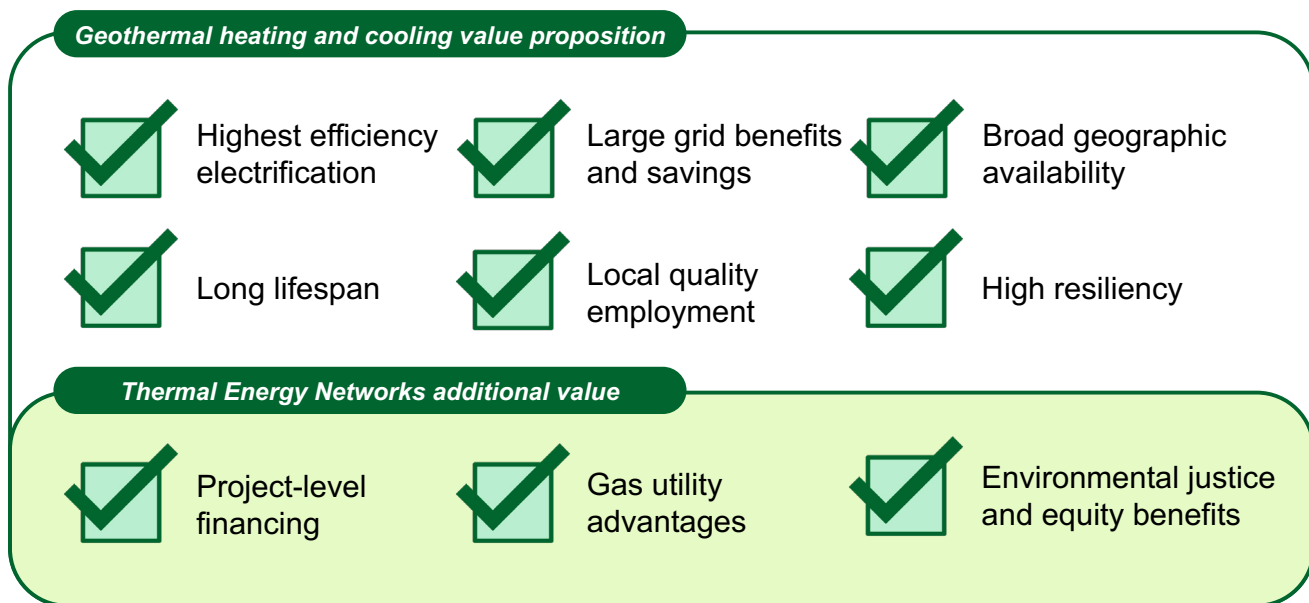 Geothermal heating and cooling value proposition
Highest efficiency
electrification
Large grid benefits
and savings
Broad geographic
availability
Long lifespan
Local quality
employment
High resiliency
Thermal Energy Networks additional value
Project-level
financing
Gas utility
advantages
Environmental justice
and equity benefits